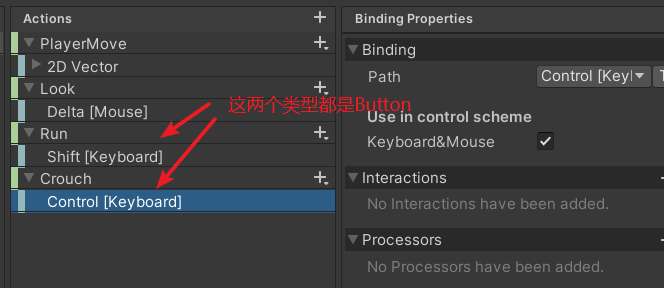 Actions
PlayerMove
2D Vector
Look
Delta [Mouse]
Run
Shift [Keyboard]
Crouch
Control [Keyboard]
这两个类型都是Button
Binding Properties
Binding
Path
Control [Keyl
Use in control scheme
Keyboard&Mouse
Interactions
No Interactions have been added.
Processors
No Processors have been added.